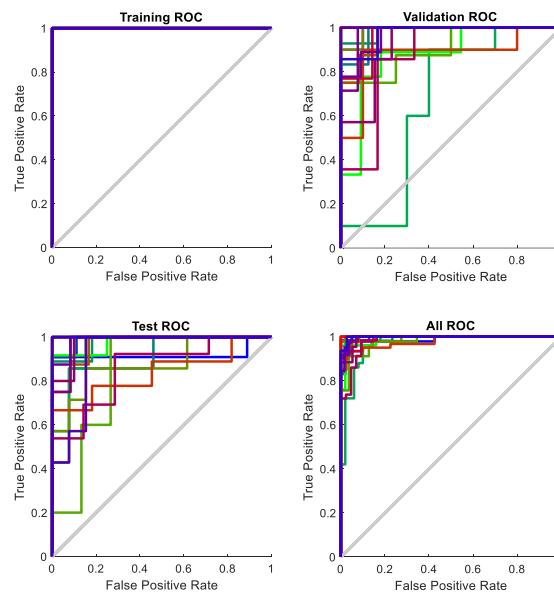 Training ROC
True Positive Rate
1
0.8
0.6
0.4
0.2
0
0 0.2 0.4 0.6 0.8 1
False Positive Rate
Validation ROC
True Positive Rate
1
0.8
0.6
0.4
0.2
0
0 0.2 0.4 0.6 0.8
False Positive Rate
Test ROC
True Positive Rate
1
0.8
0.6
0.4
0.2
0
0 0.2 0.4 0.6 0.8 1
False Positive Rate
All ROC
True Positive Rate
1
0.8
0.6
0.4
0.2
0
0 0.2 0.4 0.6 0.8
False Positive Rate